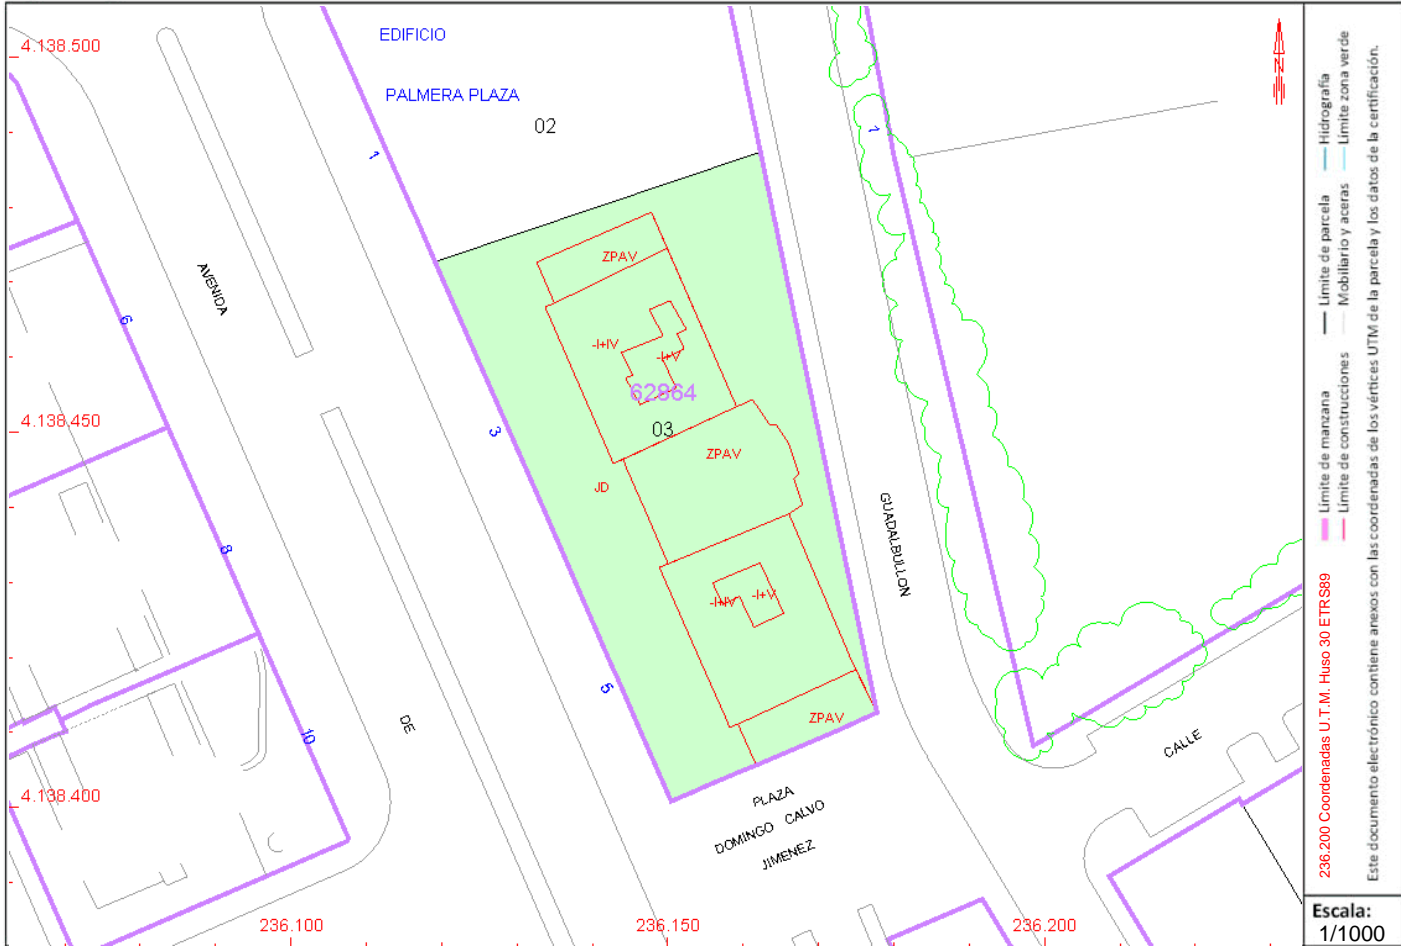 4.138.500
EDIFICIO
PALMERA PLAZA
02
1
7
AVENIDA
6
ZPAV
-I+IV
-I+V
62864
03
4.138.450
3
ZPAV
JD
GUADALBULLON
8
-I+IV
-I+V
5
ZPAV
10
DE
CALLE
4.138.400
PLAZA
DOMINGO CALVO
JIMENEZ
236.100
236.150
236.200
N
236.200 Coordenadas U.T.M. Huso 30 ETRS89
Límite de manzana
Límite de parcela
Hidrografía
Límite de construcciones
Mobiliario y aceras
Límite zona verde
Este documento electrónico contiene anexos con las coordenadas de los vértices UTM de la parcela y los datos de la certificación.
Escala:
1/1000